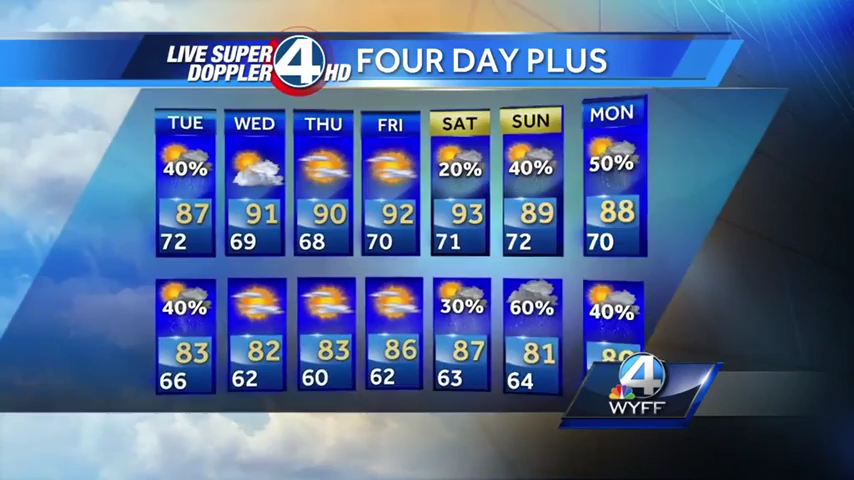 LIVE SUPER
DOPPLER 4 HD FOUR DAY PLUS
TUE WED THU FRI SAT SUN MON
40% 20% 40% 50%
87 91 90 92 93 89 88
72 69 68 70 71 72 70
40% 30% 60% 40%
83 82 83 86 87 81
66 62 60 62 63 64
4
WYFF